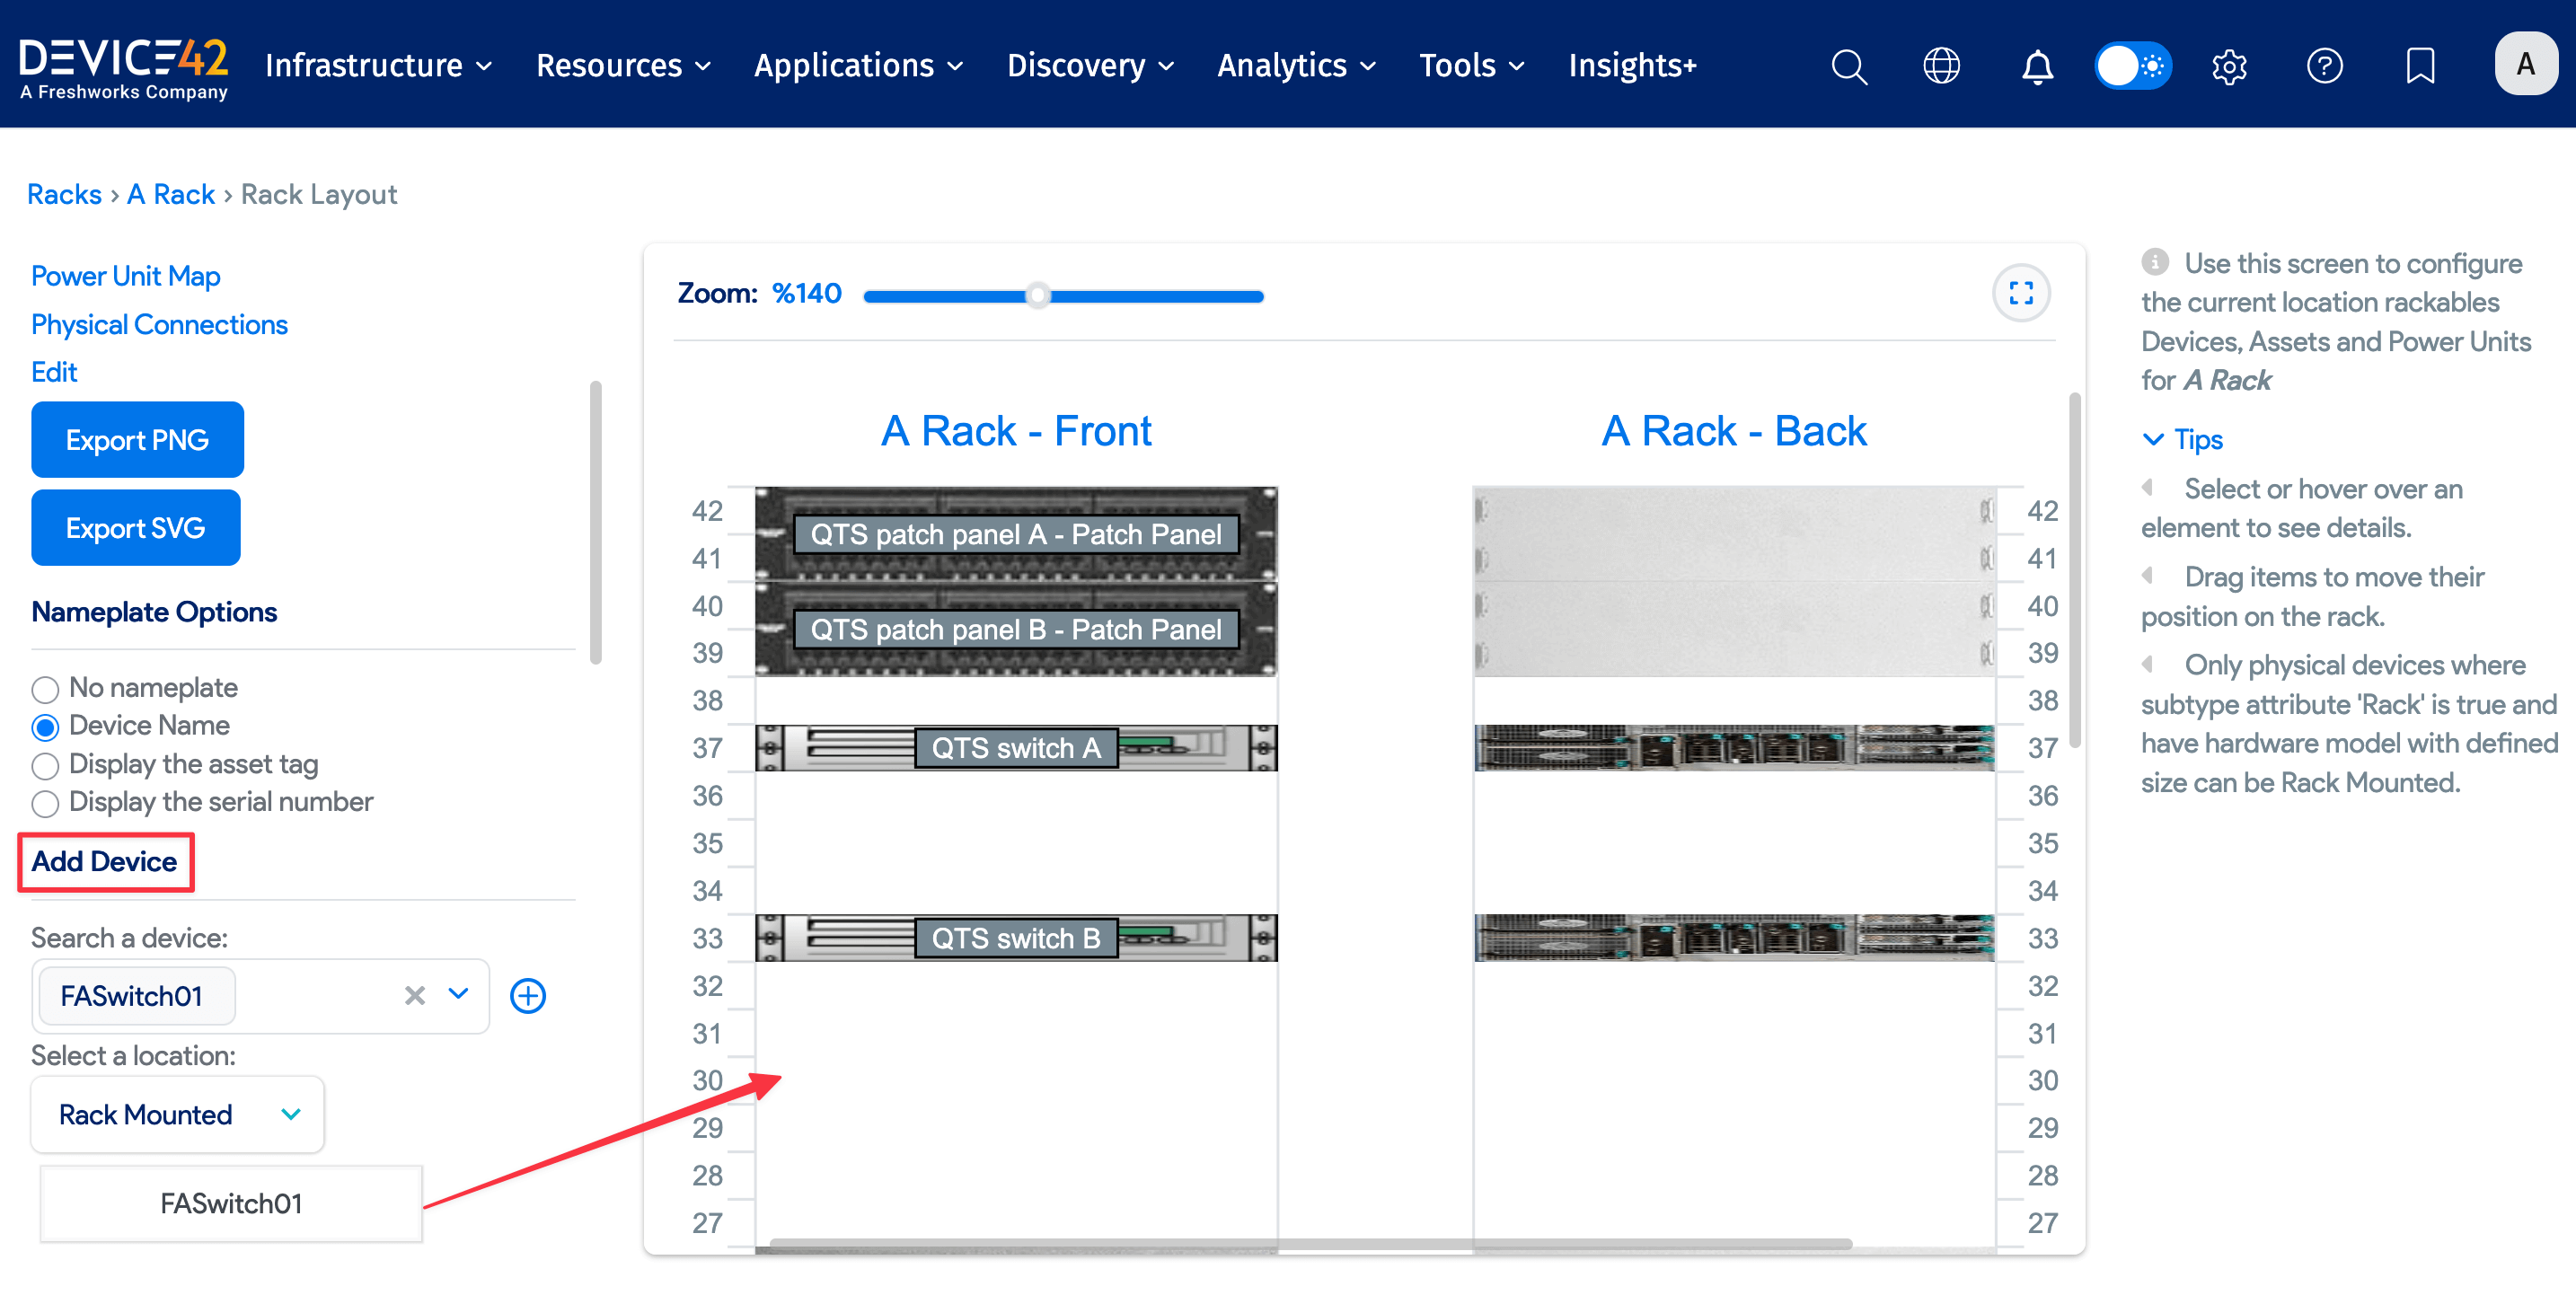 DEVICE42
A Freshworks Company
Infrastructure
Resources
Applications
Discovery
Analytics
Tools
Insights+
A
Racks › A Rack › Rack Layout
Power Unit Map
Physical Connections
Edit
Export PNG
Export SVG
Nameplate Options
No nameplate
Device Name
Display the asset tag
Display the serial number
Add Device
Search a device:
FASwitch01
Select a location:
Rack Mounted
FASwitch01
Zoom: %140
A Rack - Front
A Rack - Back
42
QTS patch panel A - Patch Panel
42
41
41
40
QTS patch panel B - Patch Panel
40
39
39
38
38
37
QTS switch A
37
36
36
35
35
34
34
33
QTS switch B
33
32
32
31
31
30
30
29
29
28
28
27
27
Use this screen to configure
the current location rackables
Devices, Assets and Power Units
for A Rack
Tips
Select or hover over an
element to see details.
Drag items to move their
position on the rack.
Only physical devices where
subtype attribute 'Rack' is true and
have hardware model with defined
size can be Rack Mounted.